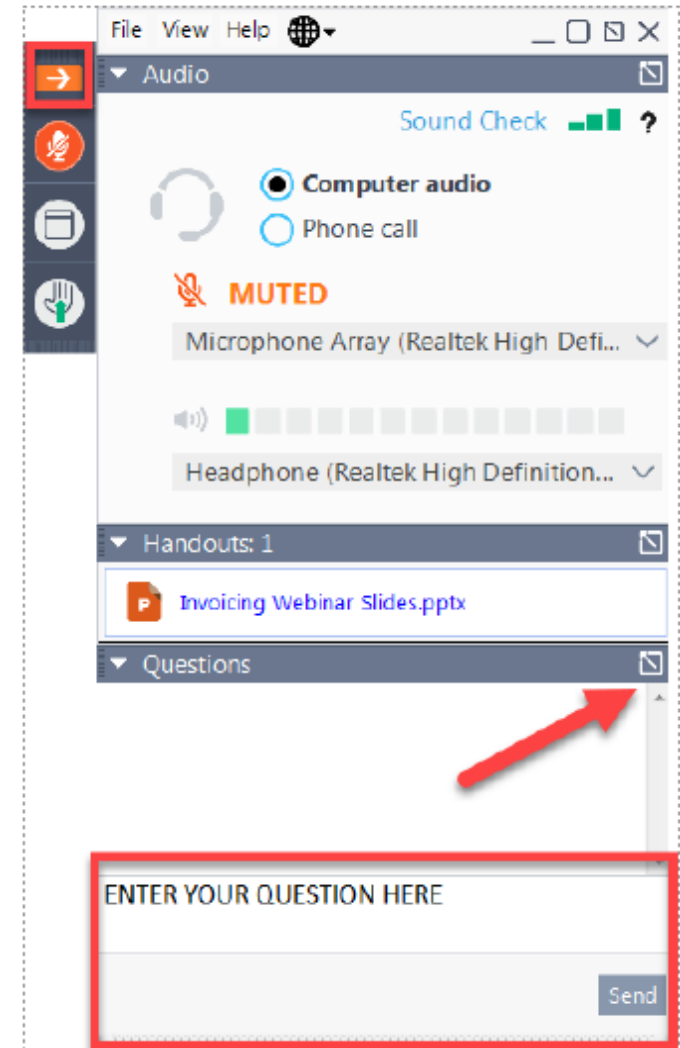 File View Help
Audio
Sound Check ?
Computer audio
Phone call
MUTED
Microphone Array (Realtek High Defi...
Headphone (Realtek High Definition...
Handouts: 1
P Invoicing Webinar Slides.pptx
Questions
ENTER YOUR QUESTION HERE
Send